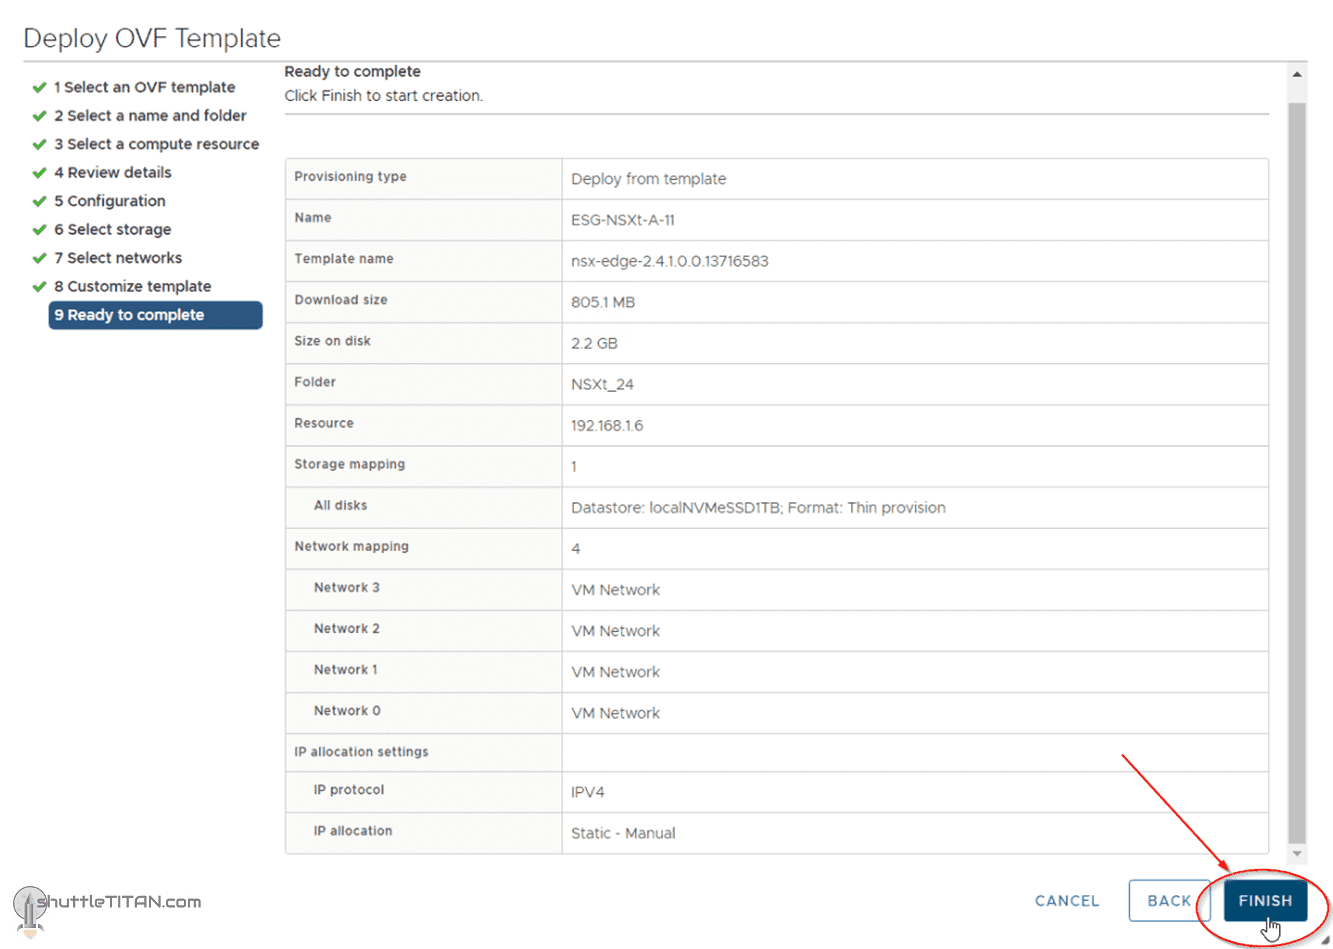 Deploy OVF Template
1 Select an OVF template
2 Select a name and folder
3 Select a compute resource
4 Review details
5 Configuration
6 Select storage
7 Select networks
8 Customize template
9 Ready to complete
Ready to complete
Click Finish to start creation.
Provisioning type Deploy from template
Name ESG-NSXt-A-11
Template name nsx-edge-2.4.1.0.0.13716583
Download size 805.1 MB
Size on disk 2.2 GB
Folder NSXt_24
Resource 192.168.1.6
Storage mapping 1
All disks Datastore: localNVMeSSD1TB; Format: Thin provision
Network mapping 4
Network 3 VM Network
Network 2 VM Network
Network 1 VM Network
Network 0 VM Network
IP allocation settings
IP protocol IPV4
IP allocation Static - Manual
CANCEL BACK FINISH
shuttleTITAN.com